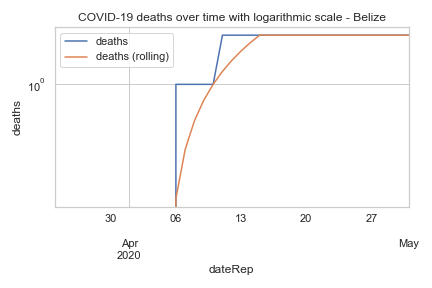 COVID-19 deaths over time with logarithmic scale - Belize
deaths
deaths (rolling)
10⁰
deaths
30
06
13
20
27
Apr
2020
May
dateRep